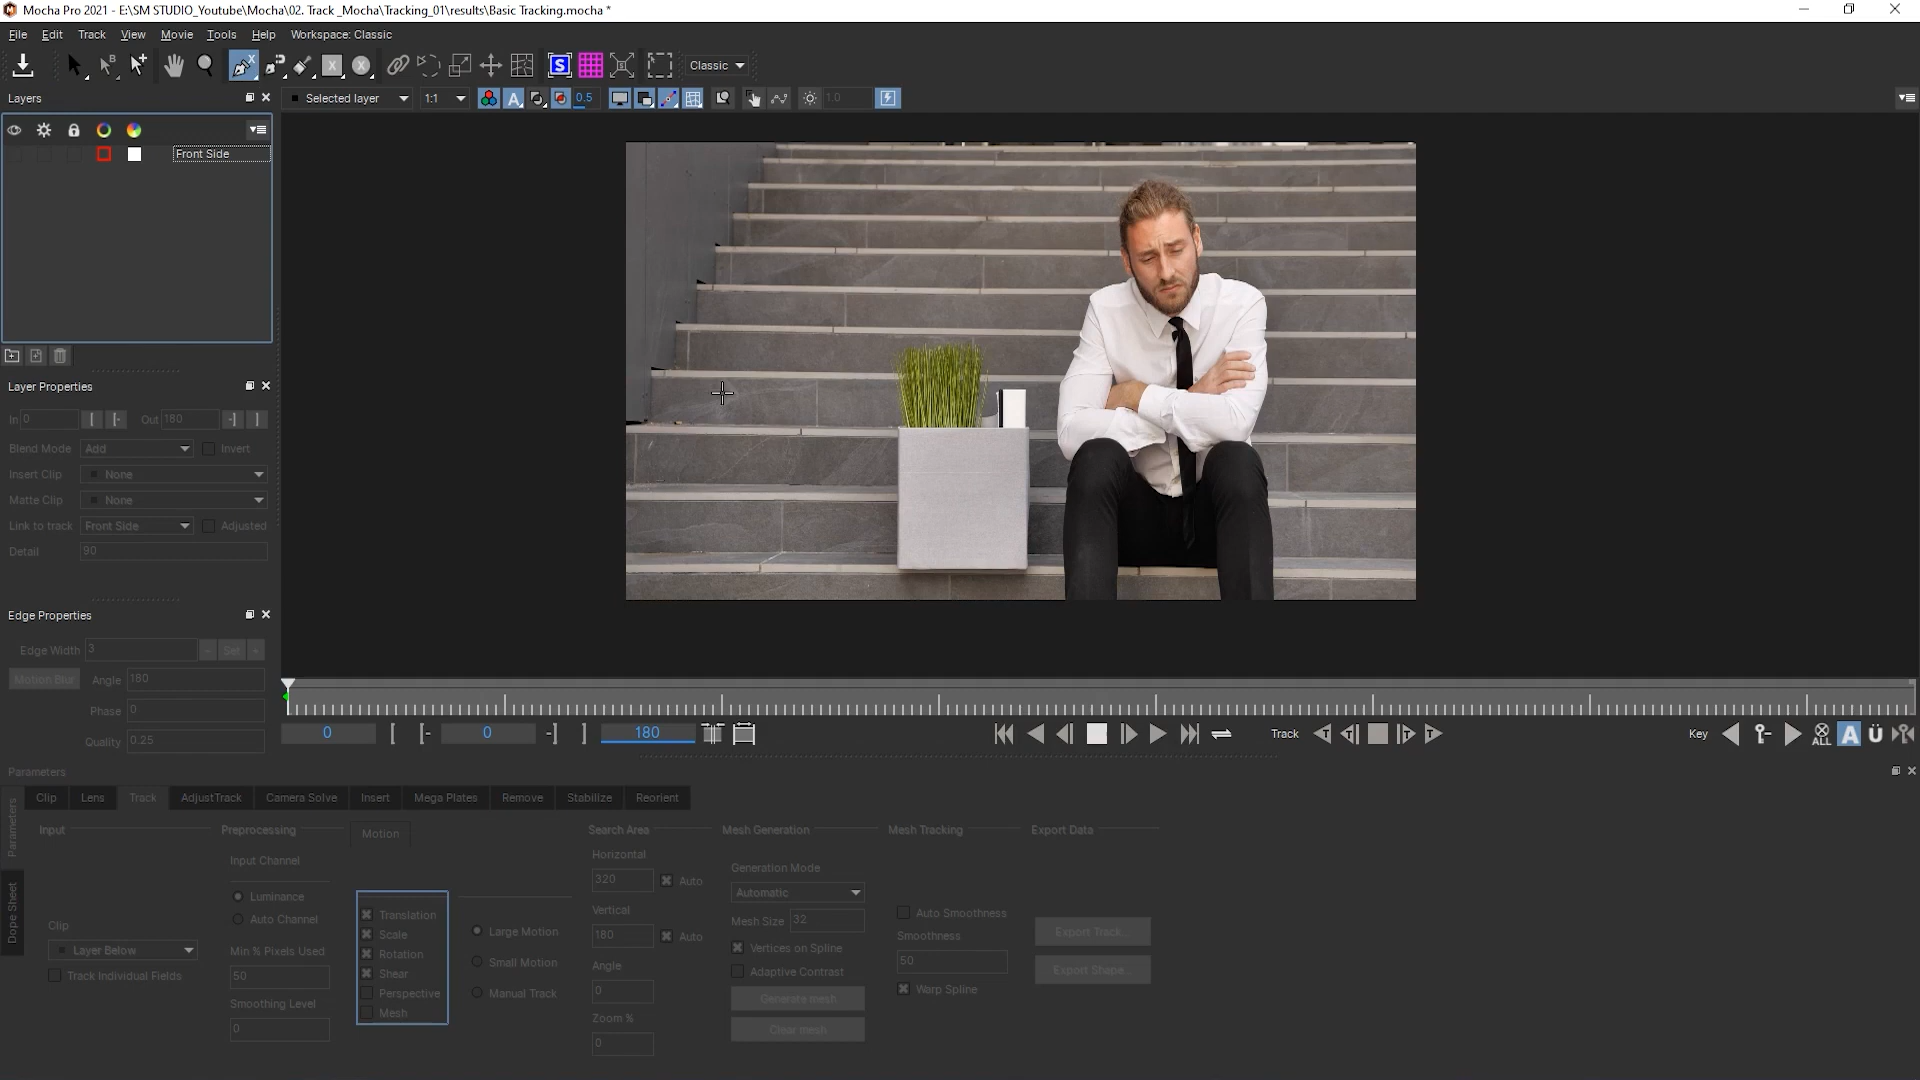 Mocha Pro 2021 - E:\SM STUDIO_Youtube\Mocha\02. Track _Mocha\Tracking_01\results\Basic Tracking.mocha *
File Edit Track View Movie Tools Help Workspace: Classic
Classic
Layers
Selected layer 1:1 A 0.5 1.0
Front Side
Layer Properties
In 0 Out 180
Blend Mode Add Invert
Insert Clip None
Matte Clip None
Link to track Front Side Adjusted
Detail 90
Edge Properties
Edge Width 3 - Set +
Motion Blur Angle 180
Phase 0
Quality 0.25
0 0 180 Track Key ALL A Ü
Parameters
Clip Lens Track AdjustTrack Camera Solve Insert Mega Plates Remove Stabilize Reorient
Parameters
Dope Sheet
Input
Clip
Layer Below
Track Individual Fields
Preprocessing
Input Channel
Luminance
Auto Channel
Min % Pixels Used
50
Smoothing Level
0
Motion
Translation
Scale
Rotation
Shear
Perspective
Mesh
Large Motion
Small Motion
Manual Track
Search Area
Horizontal
320 Auto
Vertical
180 Auto
Angle
0
Zoom %
0
Mesh Generation
Generation Mode
Automatic
Mesh Size 32
Vertices on Spline
Adaptive Contrast
Generate mesh
Clear mesh
Mesh Tracking
Auto Smoothness
Smoothness
50
Warp Spline
Export Data
Export Track...
Export Shape...